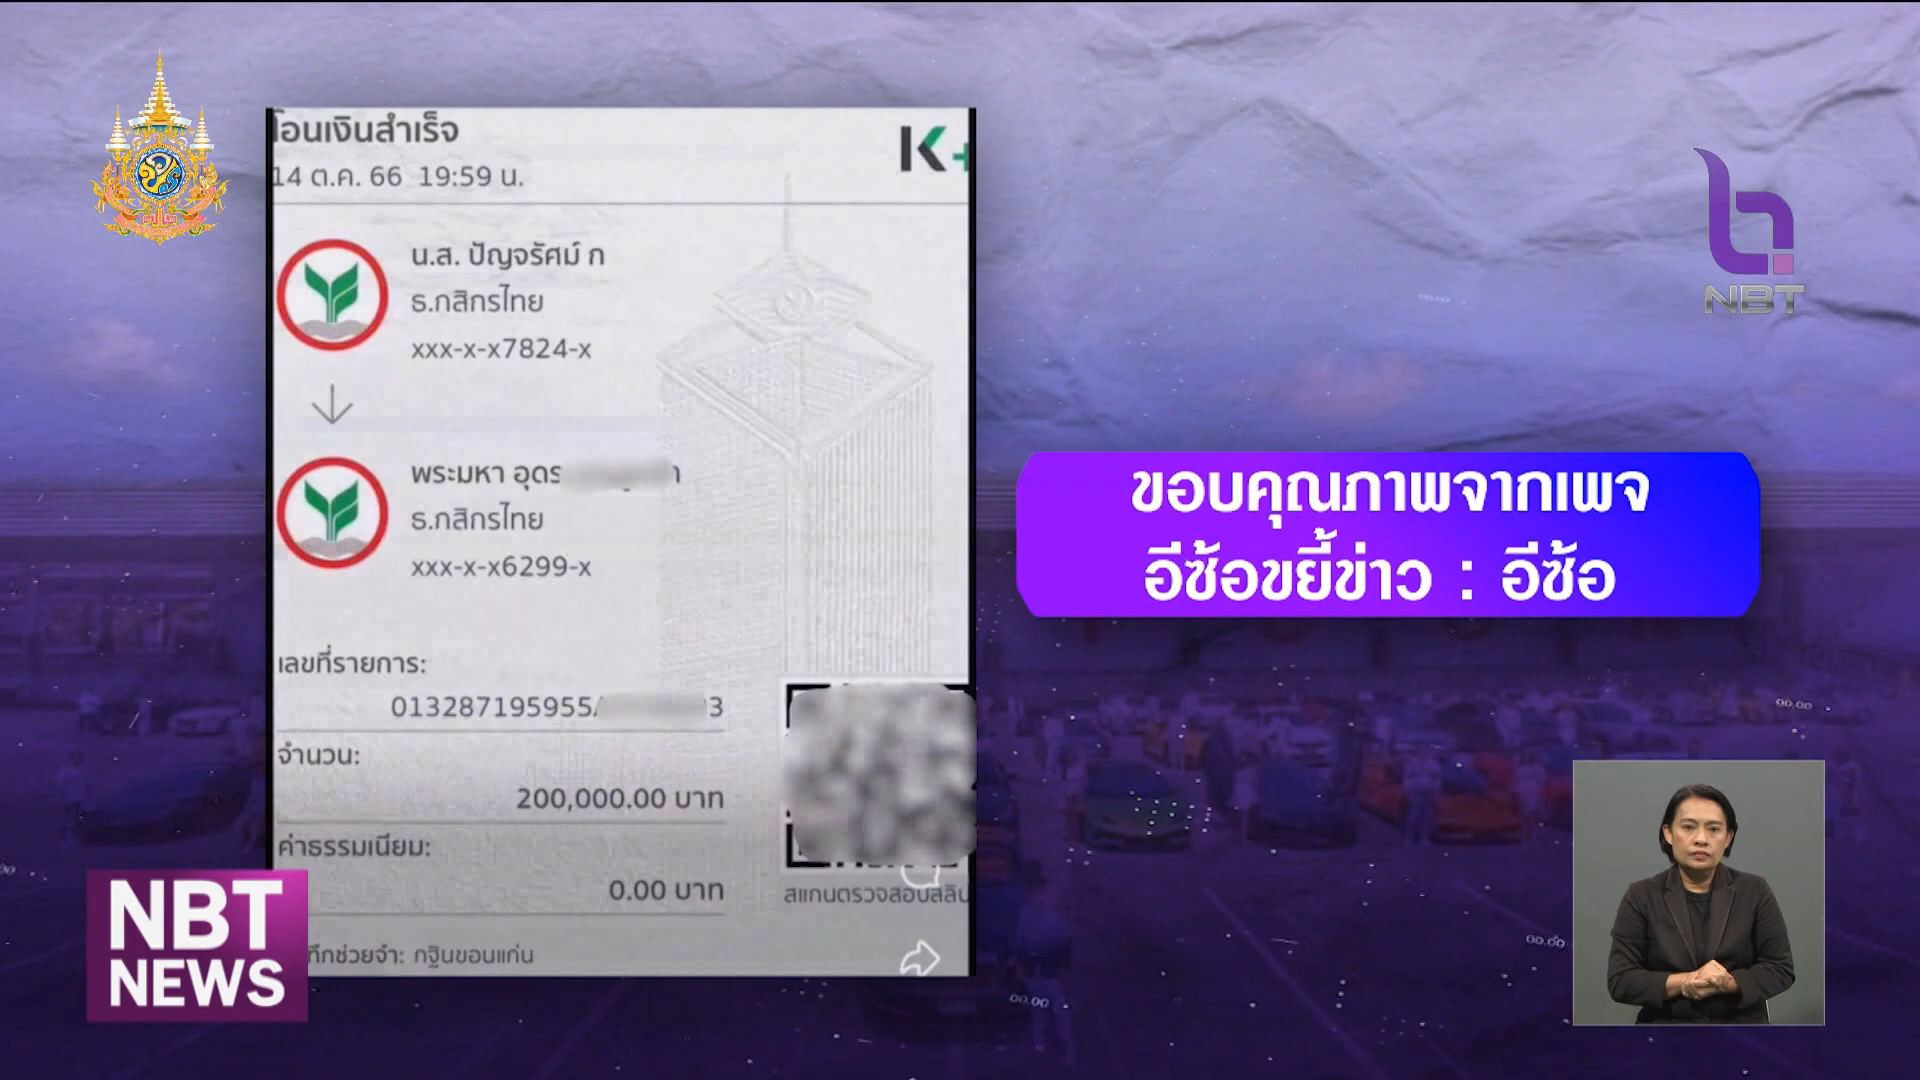 โอนเงินสำเร็จ
14 ต.ค. 66 19:59 น.
K+
น.ส. ปัญจรัศม์ ก
ธ.กสิกรไทย
xxx-x-x7824-x
พระมหา อุดร
ธ.กสิกรไทย
xxx-x-x6299-x
เลขที่รายการ:
013287195955 3
จำนวน:
200,000.00 บาท
ค่าธรรมเนียม:
0.00 บาท
สแกนตรวจสอบสลิป
ทึกช่วยจำ: กฐินขอนแก่น
ขอบคุณภาพจากเพจ
อีซ้อขยี้ข่าว : อีซ้อ
NBT
NBT
NEWS
00.00
00.00
00.00